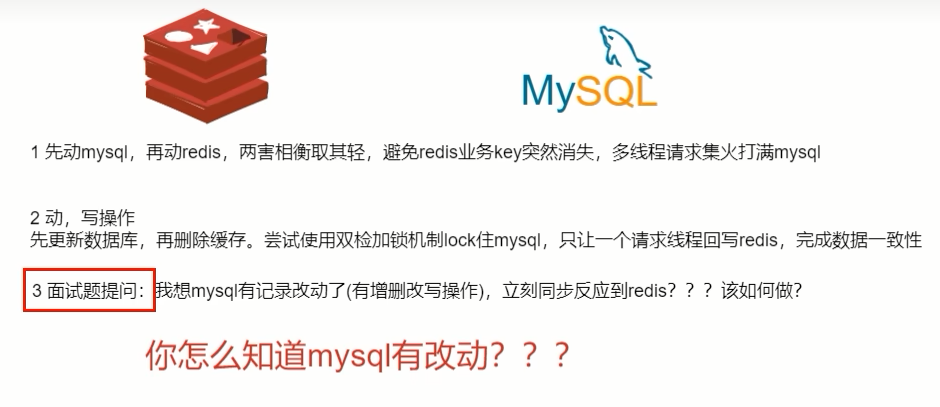 MySQL
1 先动mysql，再动redis，两害相衡取其轻，避免redis业务key突然消失，多线程请求集火打满mysql
2 动，写操作
先更新数据库，再删除缓存。尝试使用双检加锁机制lock住mysql，只让一个请求线程回写redis，完成数据一致性
3 面试题提问：我想mysql有记录改动了(有增删改写操作)，立刻同步反应到redis？？？该如何做？
你怎么知道mysql有改动？？？